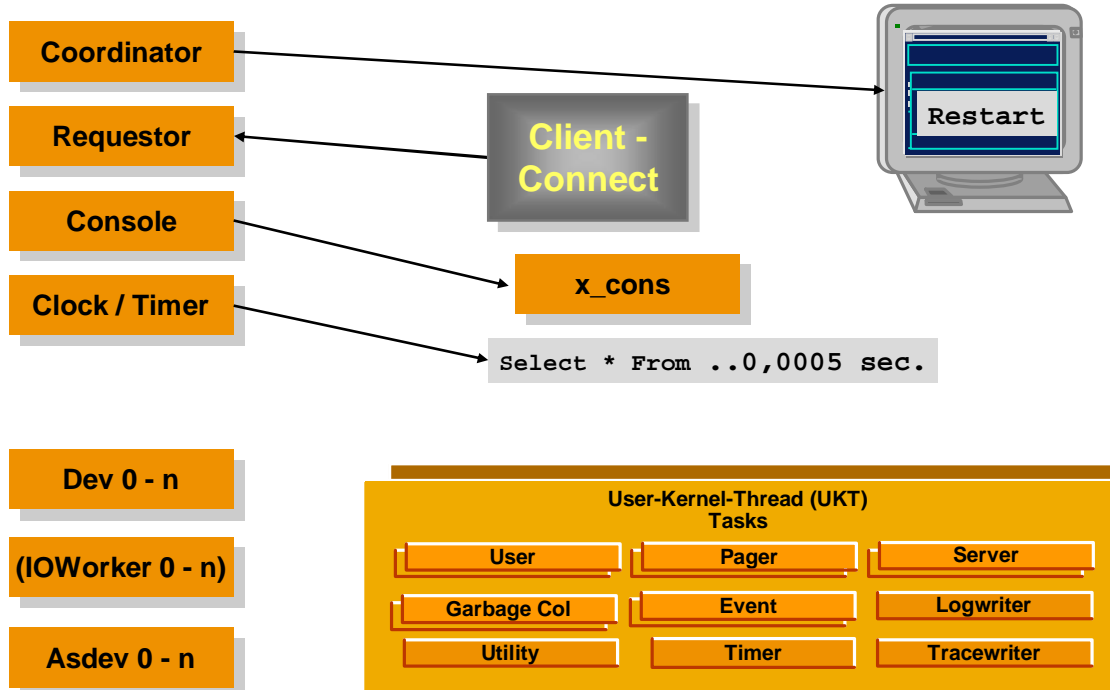 Coordinator
Restart
Requestor
Client -
Connect
Console
x_cons
Clock / Timer
Select * From ..0,0005 sec.
Dev 0 - n
(IOWorker 0 - n)
Asdev 0 - n
User-Kernel-Thread (UKT)
Tasks
User
Pager
Server
Garbage Col
Event
Logwriter
Utility
Timer
Tracewriter